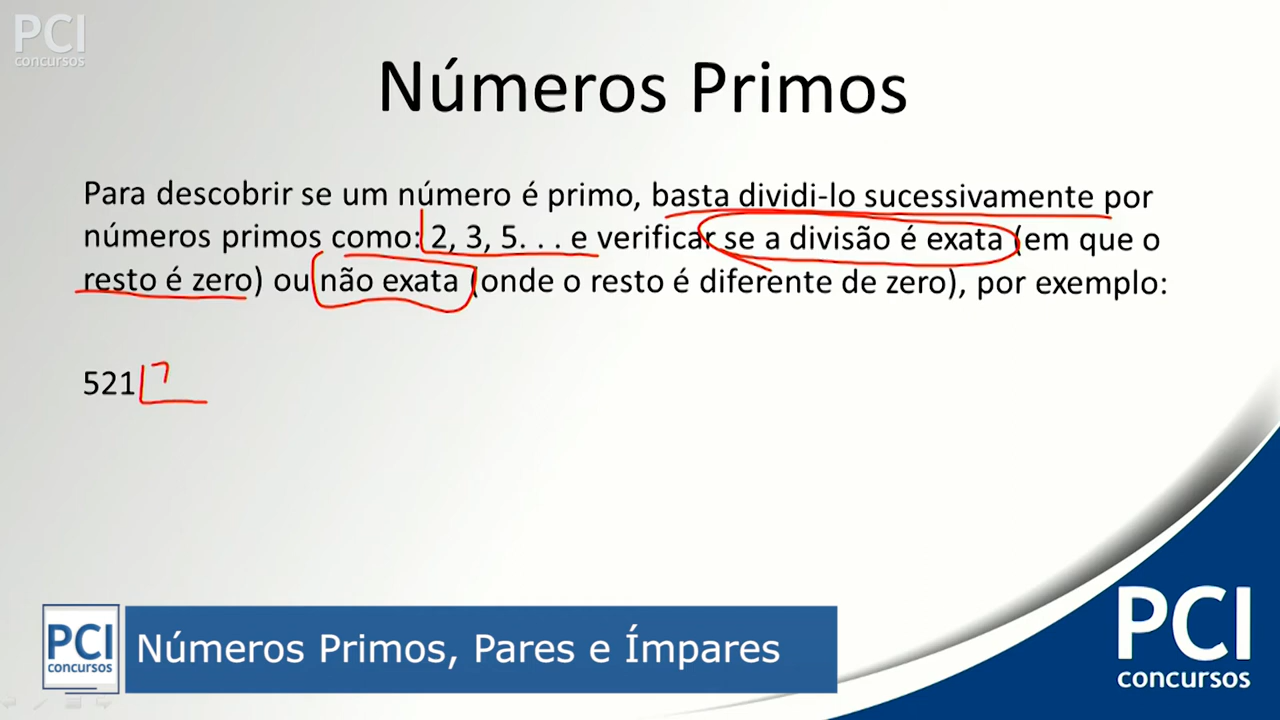 PCI
concursos
Números Primos
Para descobrir se um número é primo, basta dividi-lo sucessivamente por
números primos como: 2, 3, 5. . . e verificar se a divisão é exata (em que o
resto é zero) ou não exata (onde o resto é diferente de zero), por exemplo:
521 7
PCI
concursos
Números Primos, Pares e Ímpares
PCI
concursos